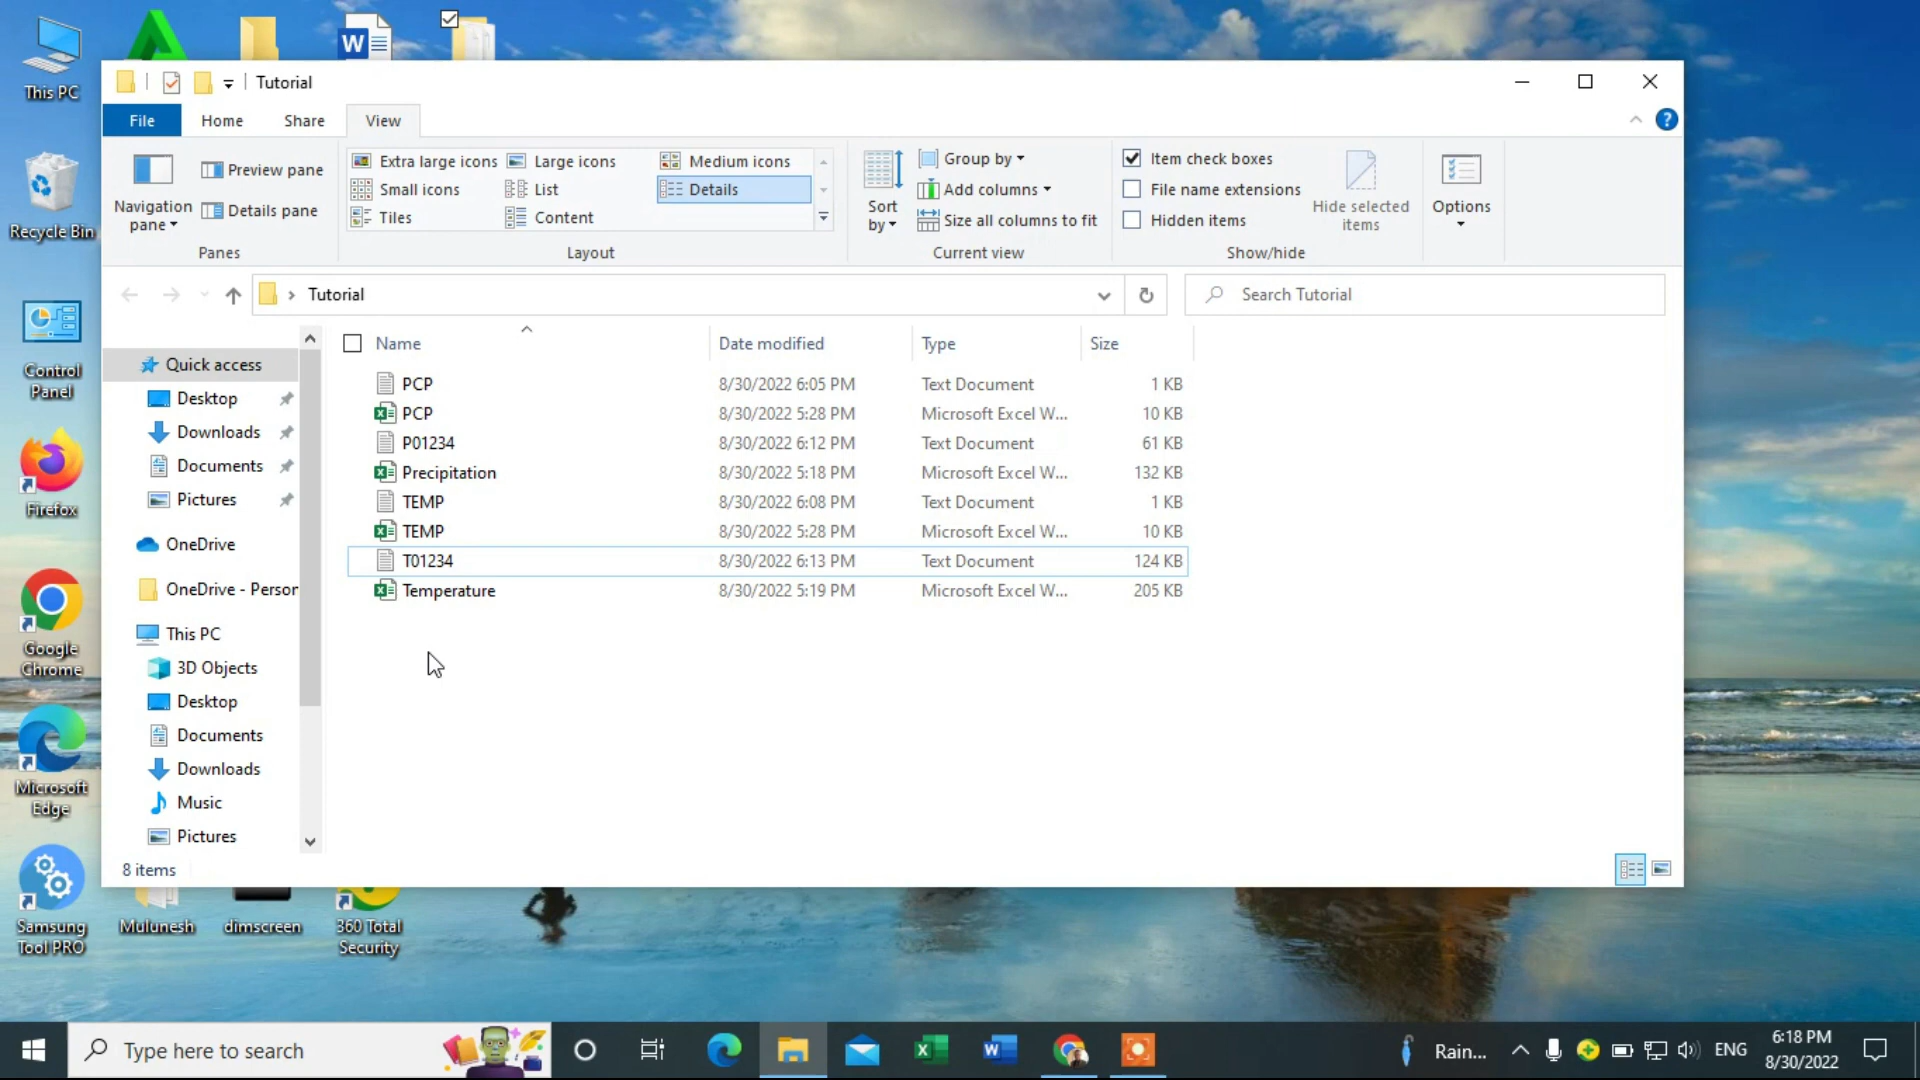 This PC
Recycle Bin
Control Panel
Firefox
Google Chrome
Microsoft Edge
Samsung Tool PRO
Mulunesh
dimscreen
360 Total Security
W
Tutorial
File Home Share View
?
Navigation pane
Preview pane
Details pane
Panes
Extra large icons Large icons Medium icons
Small icons List Details
Tiles Content
Layout
Sort by
Group by
Add columns
Size all columns to fit
Current view
Item check boxes
File name extensions
Hidden items
Hide selected items
Show/hide
Options
Tutorial
Search Tutorial
Quick access
Desktop
Downloads
Documents
Pictures
OneDrive
OneDrive - Person
This PC
3D Objects
Desktop
Documents
Downloads
Music
Pictures
Name Date modified Type Size
PCP 8/30/2022 6:05 PM Text Document 1 KB
PCP 8/30/2022 5:28 PM Microsoft Excel W... 10 KB
P01234 8/30/2022 6:12 PM Text Document 61 KB
Precipitation 8/30/2022 5:18 PM Microsoft Excel W... 132 KB
TEMP 8/30/2022 6:08 PM Text Document 1 KB
TEMP 8/30/2022 5:28 PM Microsoft Excel W... 10 KB
T01234 8/30/2022 6:13 PM Text Document 124 KB
Temperature 8/30/2022 5:19 PM Microsoft Excel W... 205 KB
8 items
Type here to search
Rain...
ENG
6:18 PM
8/30/2022